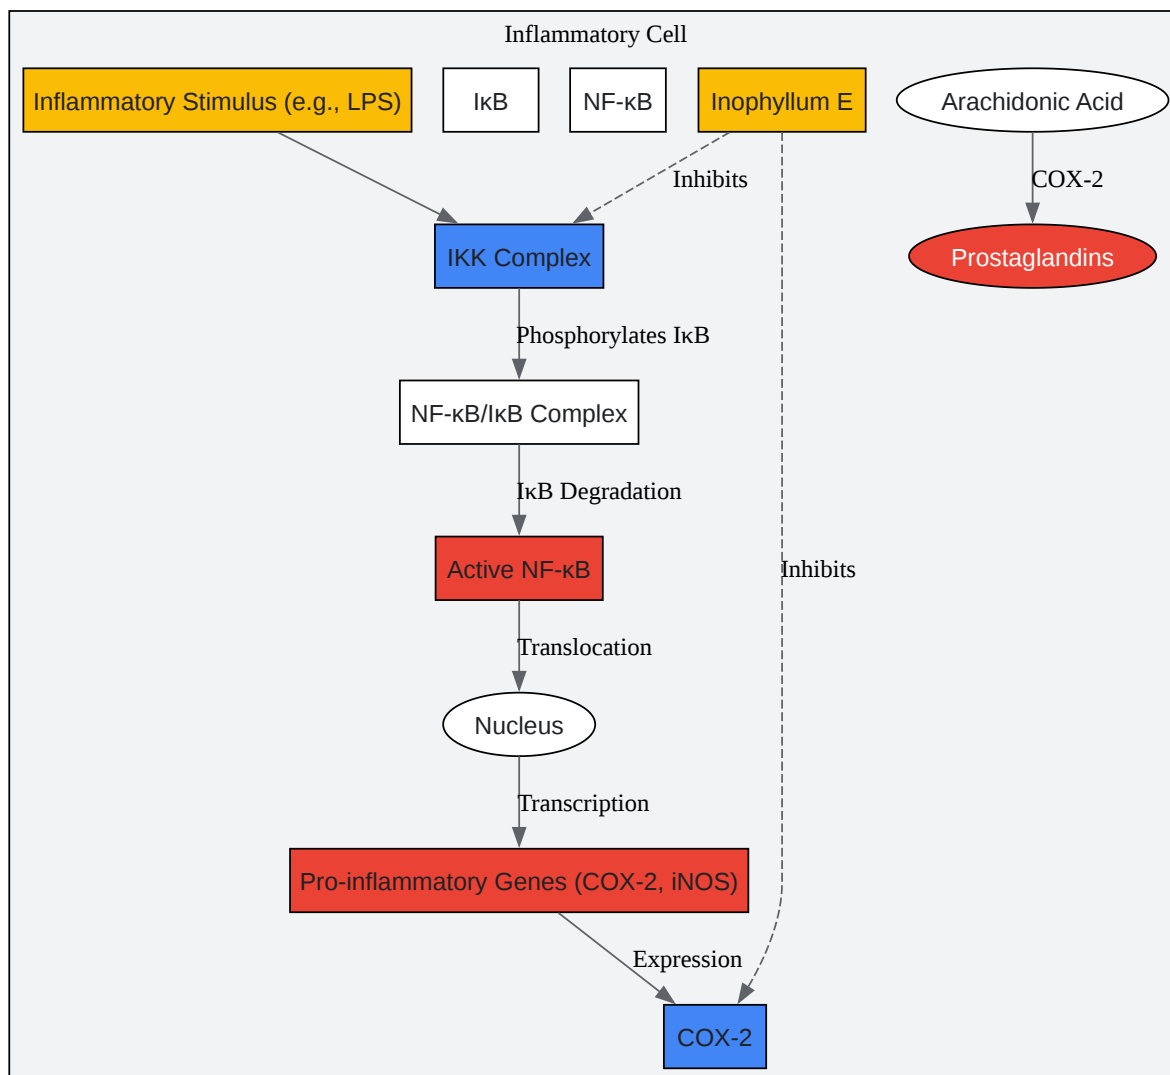 Inflammatory Cell
Inflammatory Stimulus (e.g., LPS)
IκB
NF-κB
Inophyllum E
Arachidonic Acid
Inhibits
COX-2
IKK Complex
Prostaglandins
Phosphorylates IκB
NF-κB/IκB Complex
IκB Degradation
Active NF-κB
Inhibits
Translocation
Nucleus
Transcription
Pro-inflammatory Genes (COX-2, iNOS)
Expression
COX-2